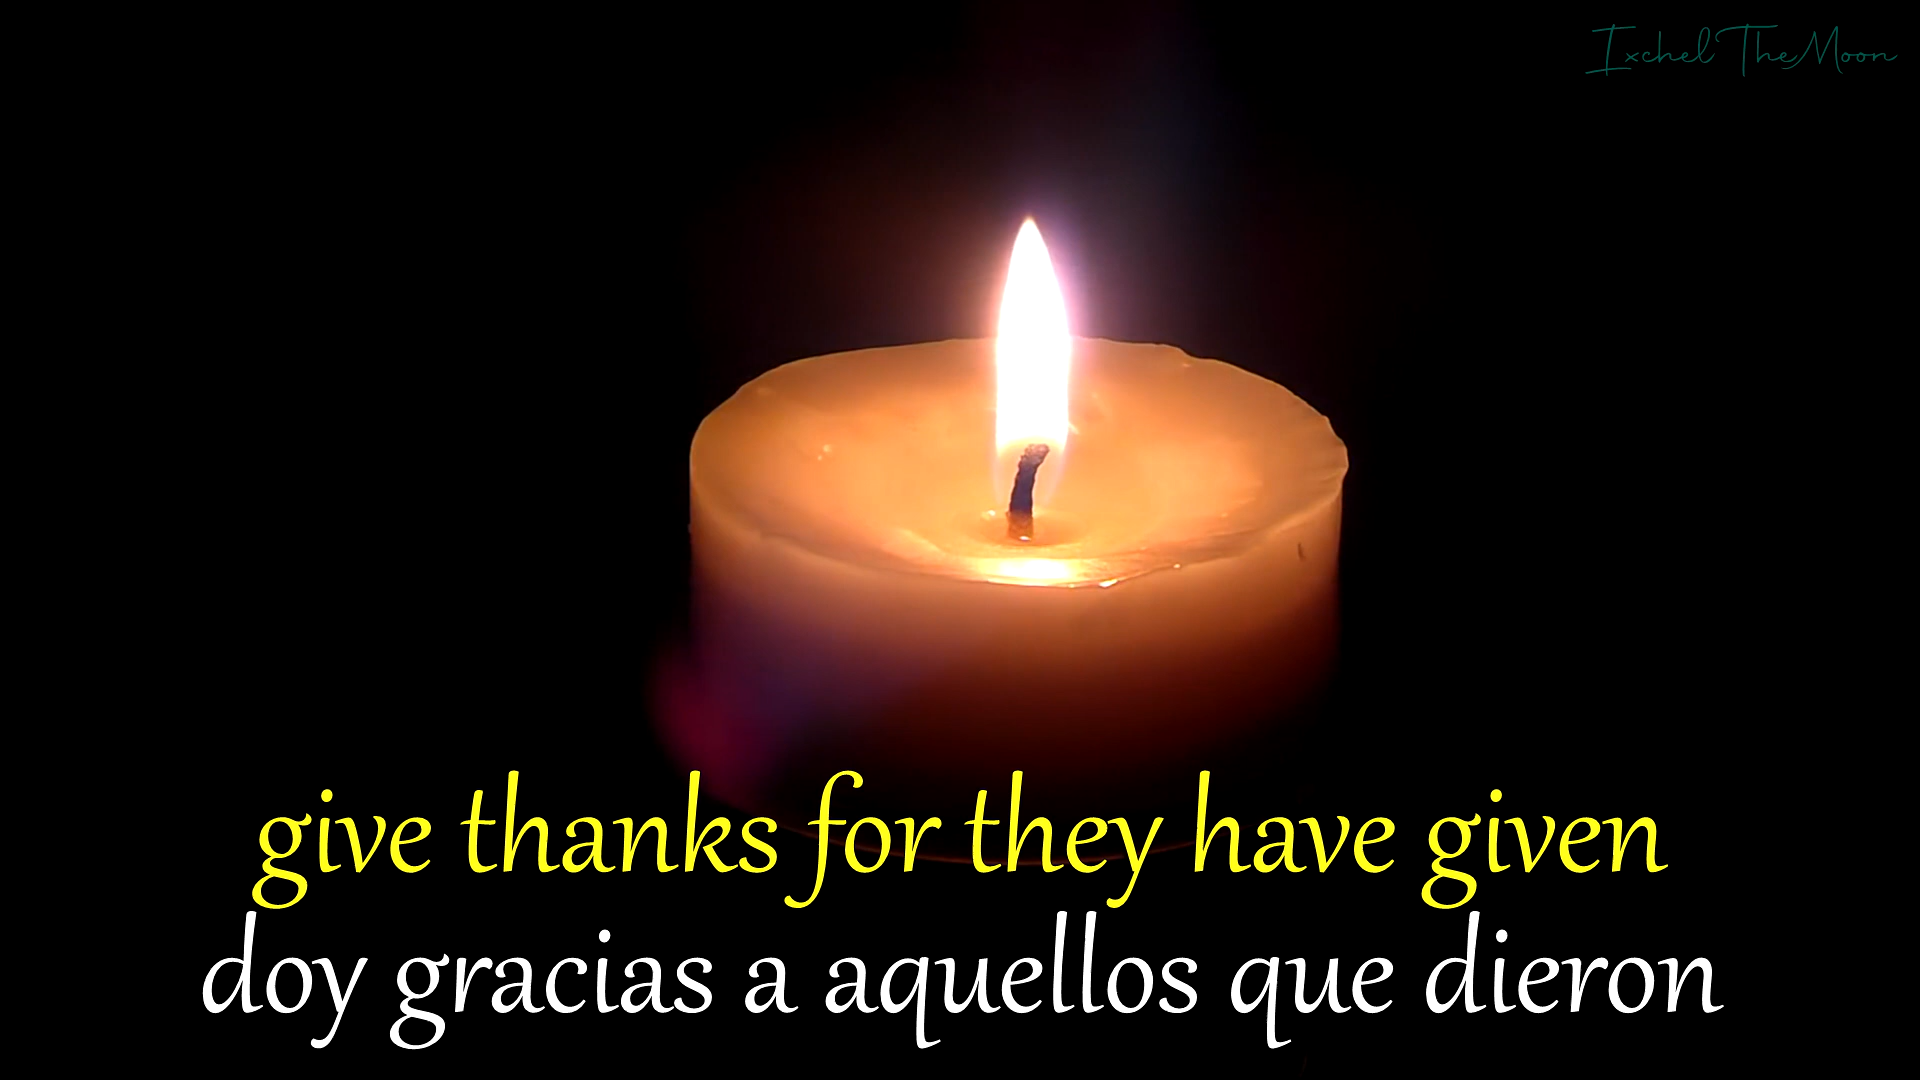 Ixchel The Moon
give thanks for they have given
doy gracias a aquellos que dieron